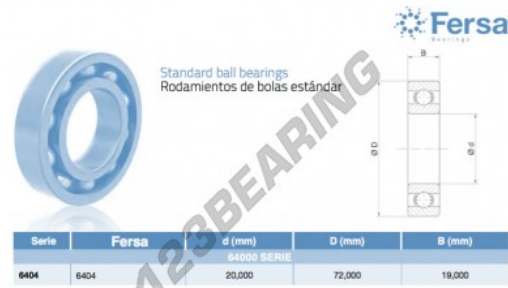 Fersa
Bearings
Standard ball bearings
Rodamientos de bolas estándar
B
Ø D
Ø d
123BEARING
Serie Fersa d (mm) D (mm) B (mm)
64000 SERIE
6404 6404 20,000 72,000 19,000